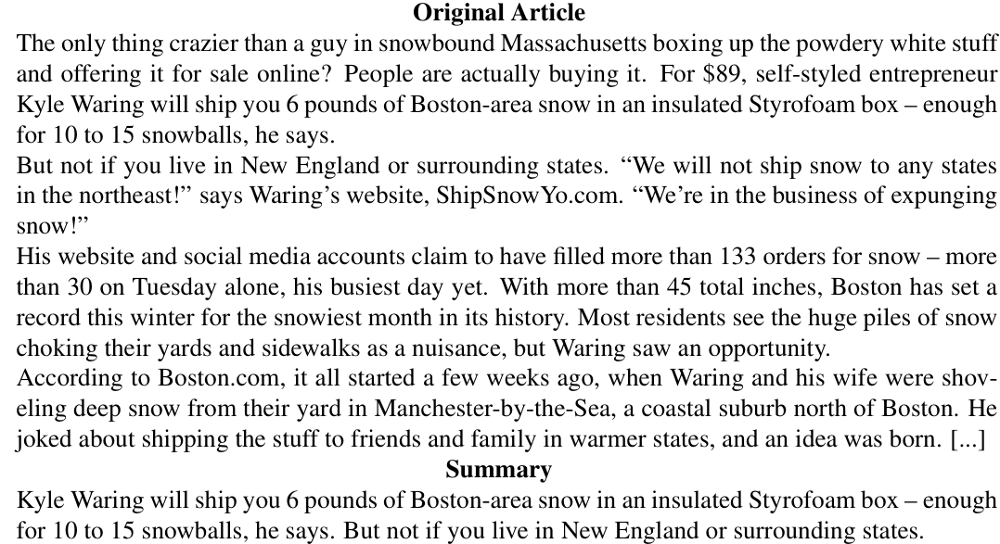 Original Article
The only thing crazier than a guy in snowbound Massachusetts boxing up the powdery white stuff
and offering it for sale online? People are actually buying it. For $89, self-styled entrepreneur
Kyle Waring will ship you 6 pounds of Boston-area snow in an insulated Styrofoam box – enough
for 10 to 15 snowballs, he says.
But not if you live in New England or surrounding states. “We will not ship snow to any states
in the northeast!” says Waring’s website, ShipSnowYo.com. “We’re in the business of expunging
snow!”
His website and social media accounts claim to have filled more than 133 orders for snow – more
than 30 on Tuesday alone, his busiest day yet. With more than 45 total inches, Boston has set a
record this winter for the snowiest month in its history. Most residents see the huge piles of snow
choking their yards and sidewalks as a nuisance, but Waring saw an opportunity.
According to Boston.com, it all started a few weeks ago, when Waring and his wife were shov-
eling deep snow from their yard in Manchester-by-the-Sea, a coastal suburb north of Boston. He
joked about shipping the stuff to friends and family in warmer states, and an idea was born. [...]
Summary
Kyle Waring will ship you 6 pounds of Boston-area snow in an insulated Styrofoam box – enough
for 10 to 15 snowballs, he says. But not if you live in New England or surrounding states.